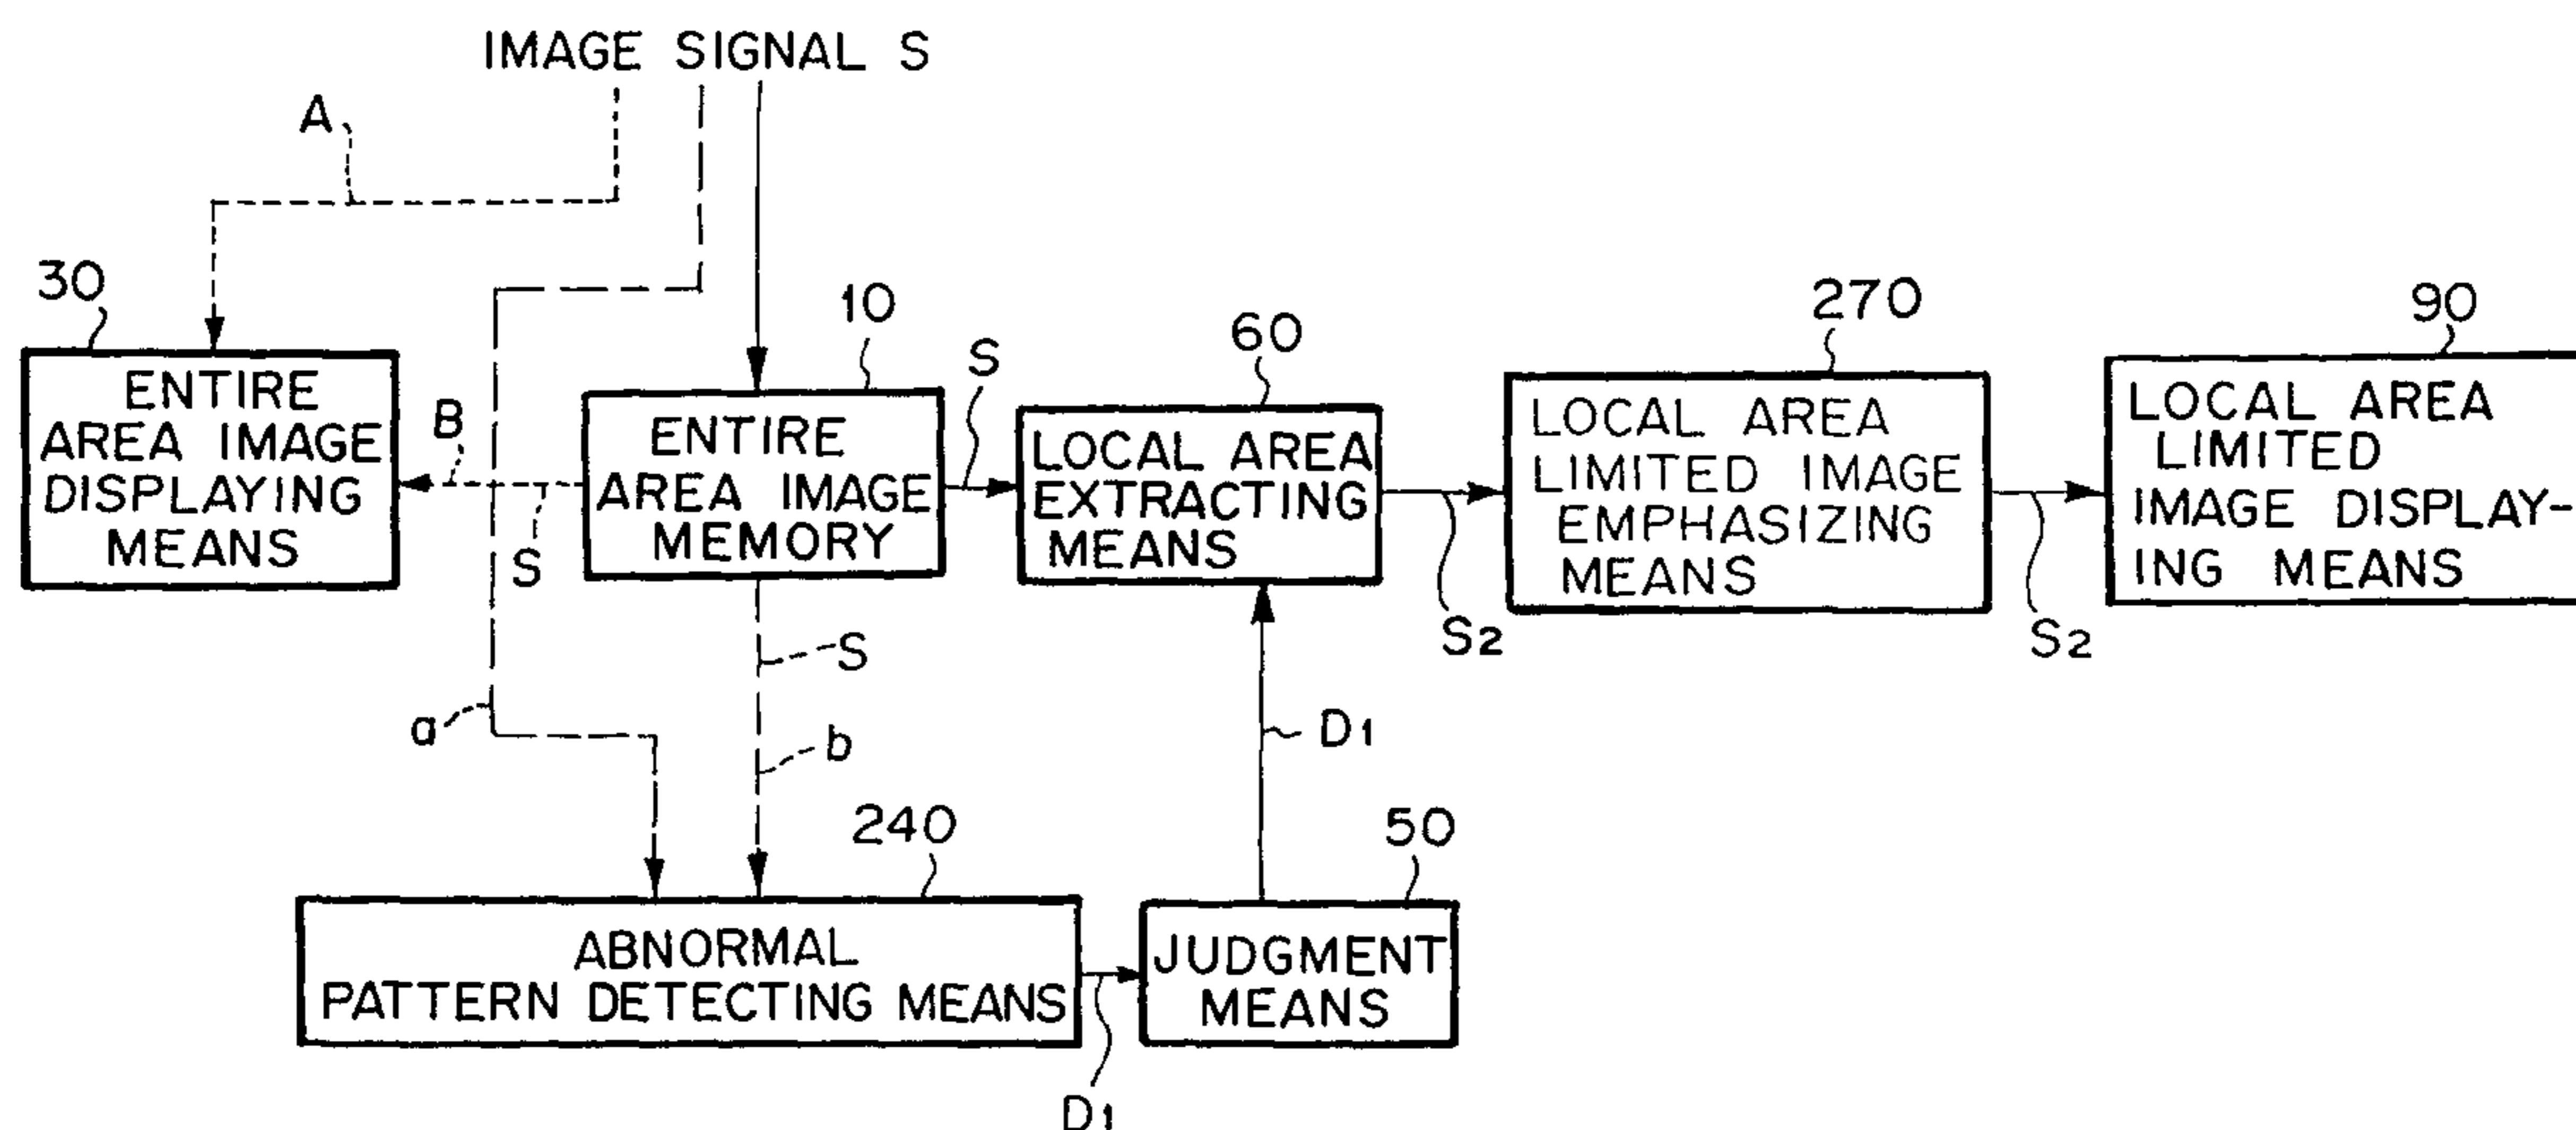 IMAGE SIGNAL S
A
30
ENTIRE
AREA IMAGE
DISPLAYING
MEANS
B
S
10
ENTIRE
AREA IMAGE
MEMORY
S
60
LOCAL AREA
EXTRACTING
MEANS
S2
270
LOCAL AREA
LIMITED IMAGE
EMPHASIZING
MEANS
S2
90
LOCAL AREA
LIMITED
IMAGE DISPLAY-
ING MEANS
S
a
b
D1
240
ABNORMAL
PATTERN DETECTING MEANS
D1
50
JUDGMENT
MEANS